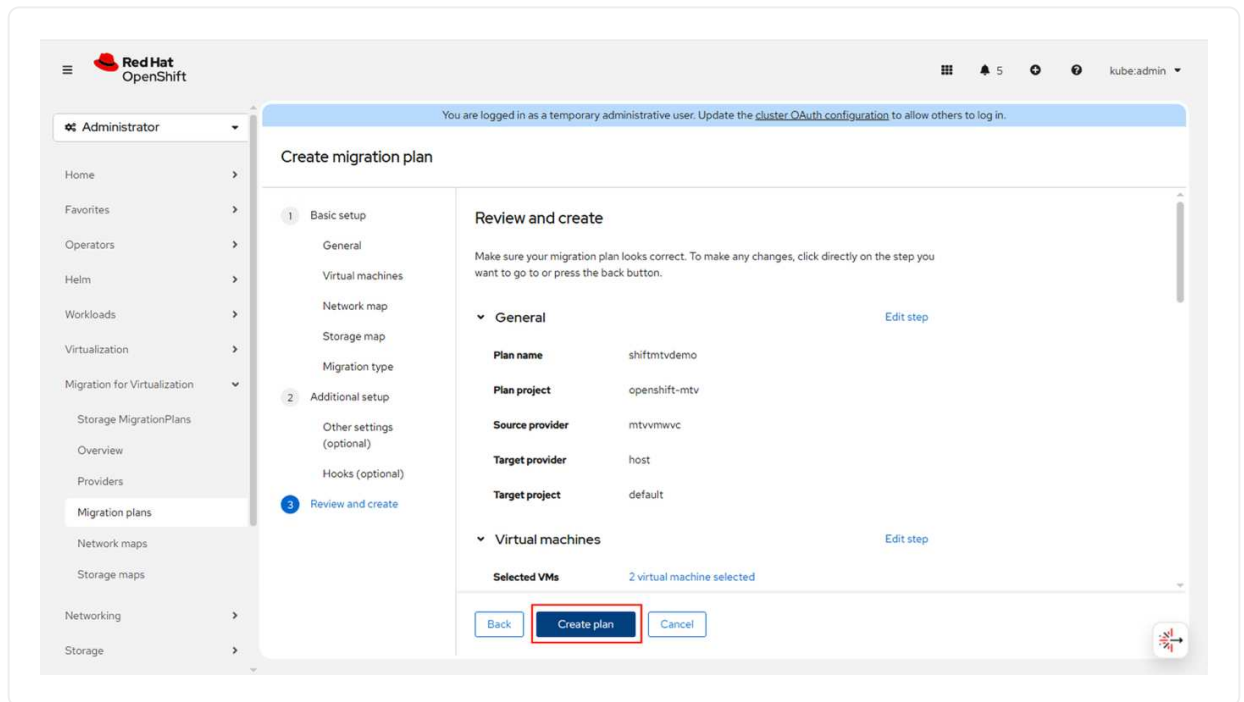 Red Hat
OpenShift
5
kube:admin
Administrator
Home
Favorites
Operators
Helm
Workloads
Virtualization
Migration for Virtualization
Storage MigrationPlans
Overview
Providers
Migration plans
Network maps
Storage maps
Networking
Storage
You are logged in as a temporary administrative user. Update the cluster OAuth configuration to allow others to log in.
Create migration plan
1 Basic setup
General
Virtual machines
Network map
Storage map
Migration type
2 Additional setup
Other settings
(optional)
Hooks (optional)
3 Review and create
Review and create
Make sure your migration plan looks correct. To make any changes, click directly on the step you
want to go to or press the back button.
General Edit step
Plan name shiftmtvdemo
Plan project openshift-mtv
Source provider mtvvmwvc
Target provider host
Target project default
Virtual machines Edit step
Selected VMs 2 virtual machine selected
Back Create plan Cancel